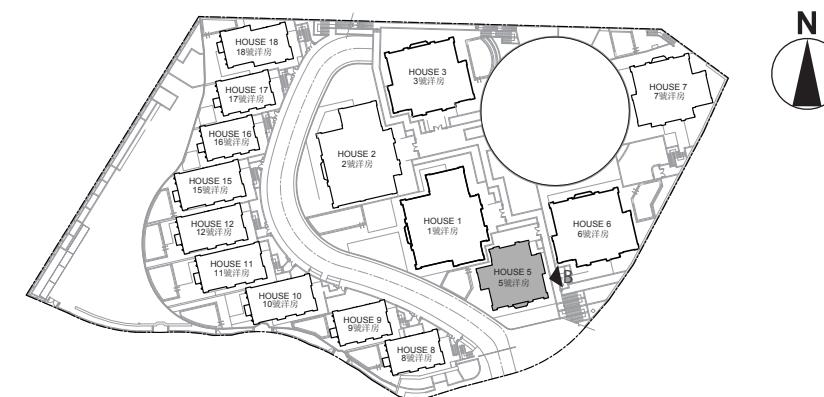 N
HOUSE 18
18號洋房
HOUSE 17
17號洋房
HOUSE 16
16號洋房
HOUSE 15
15號洋房
HOUSE 12
12號洋房
HOUSE 11
11號洋房
HOUSE 10
10號洋房
HOUSE 9
9號洋房
HOUSE 8
8號洋房
HOUSE 3
3號洋房
HOUSE 2
2號洋房
HOUSE 1
1號洋房
HOUSE 5
5號洋房
B
HOUSE 6
6號洋房
HOUSE 7
7號洋房